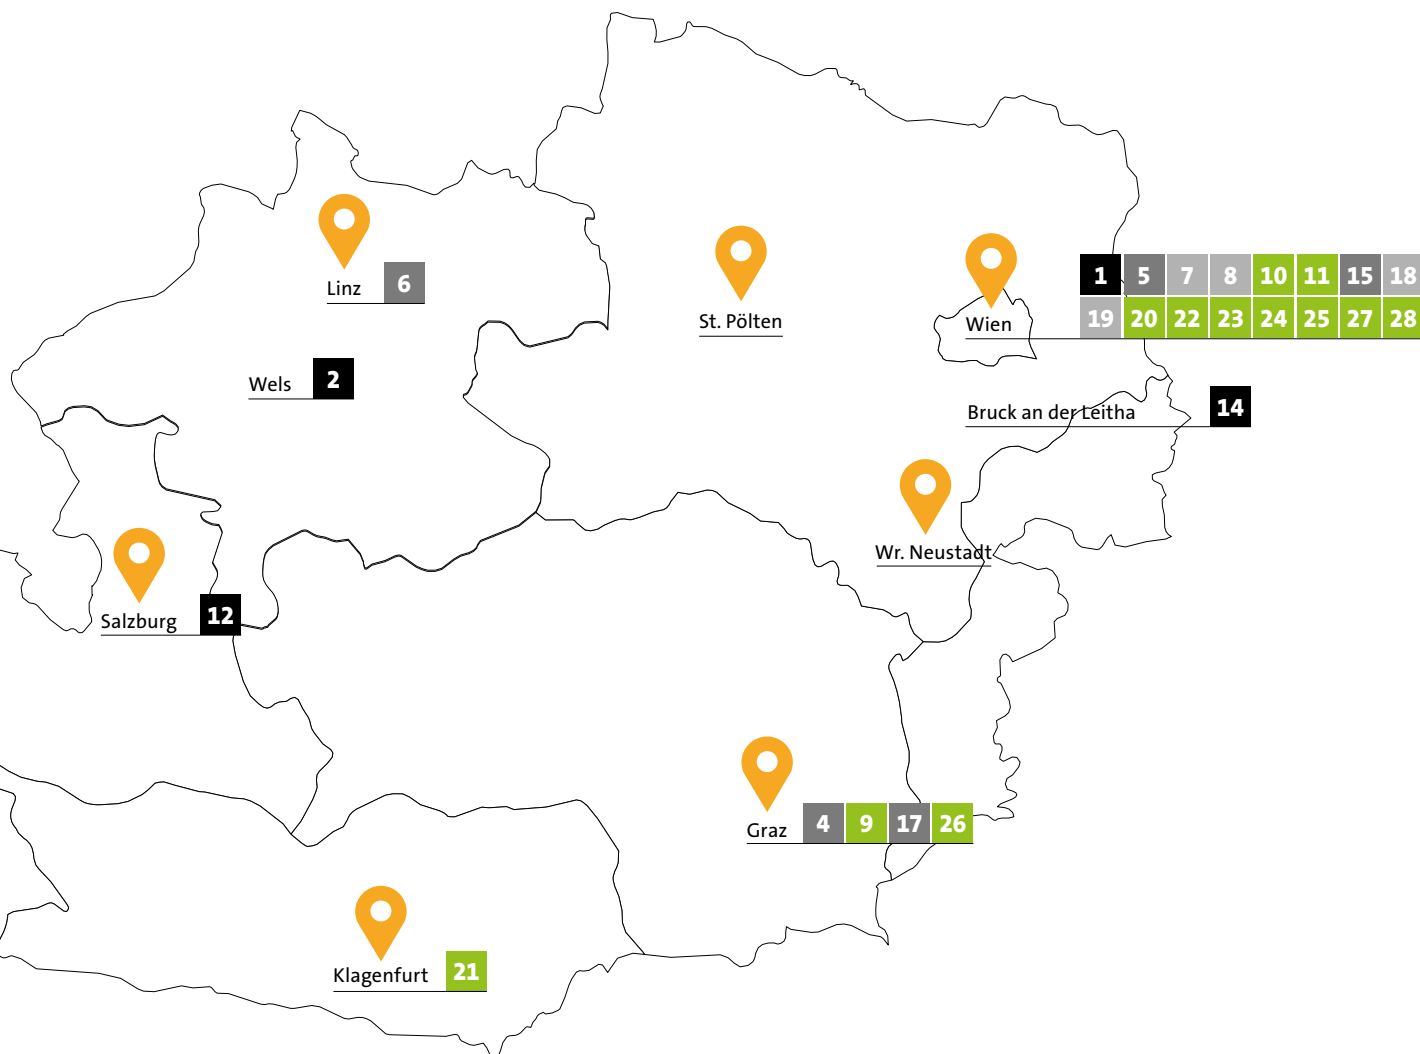 Linz 6
St. Pölten
Wien 1 5 7 8 10 11 15 18
19 20 22 23 24 25 27 28
Wels 2
Bruck an der Leitha 14
Wr. Neustadt
Salzburg 12
Graz 4 9 17 26
Klagenfurt 21